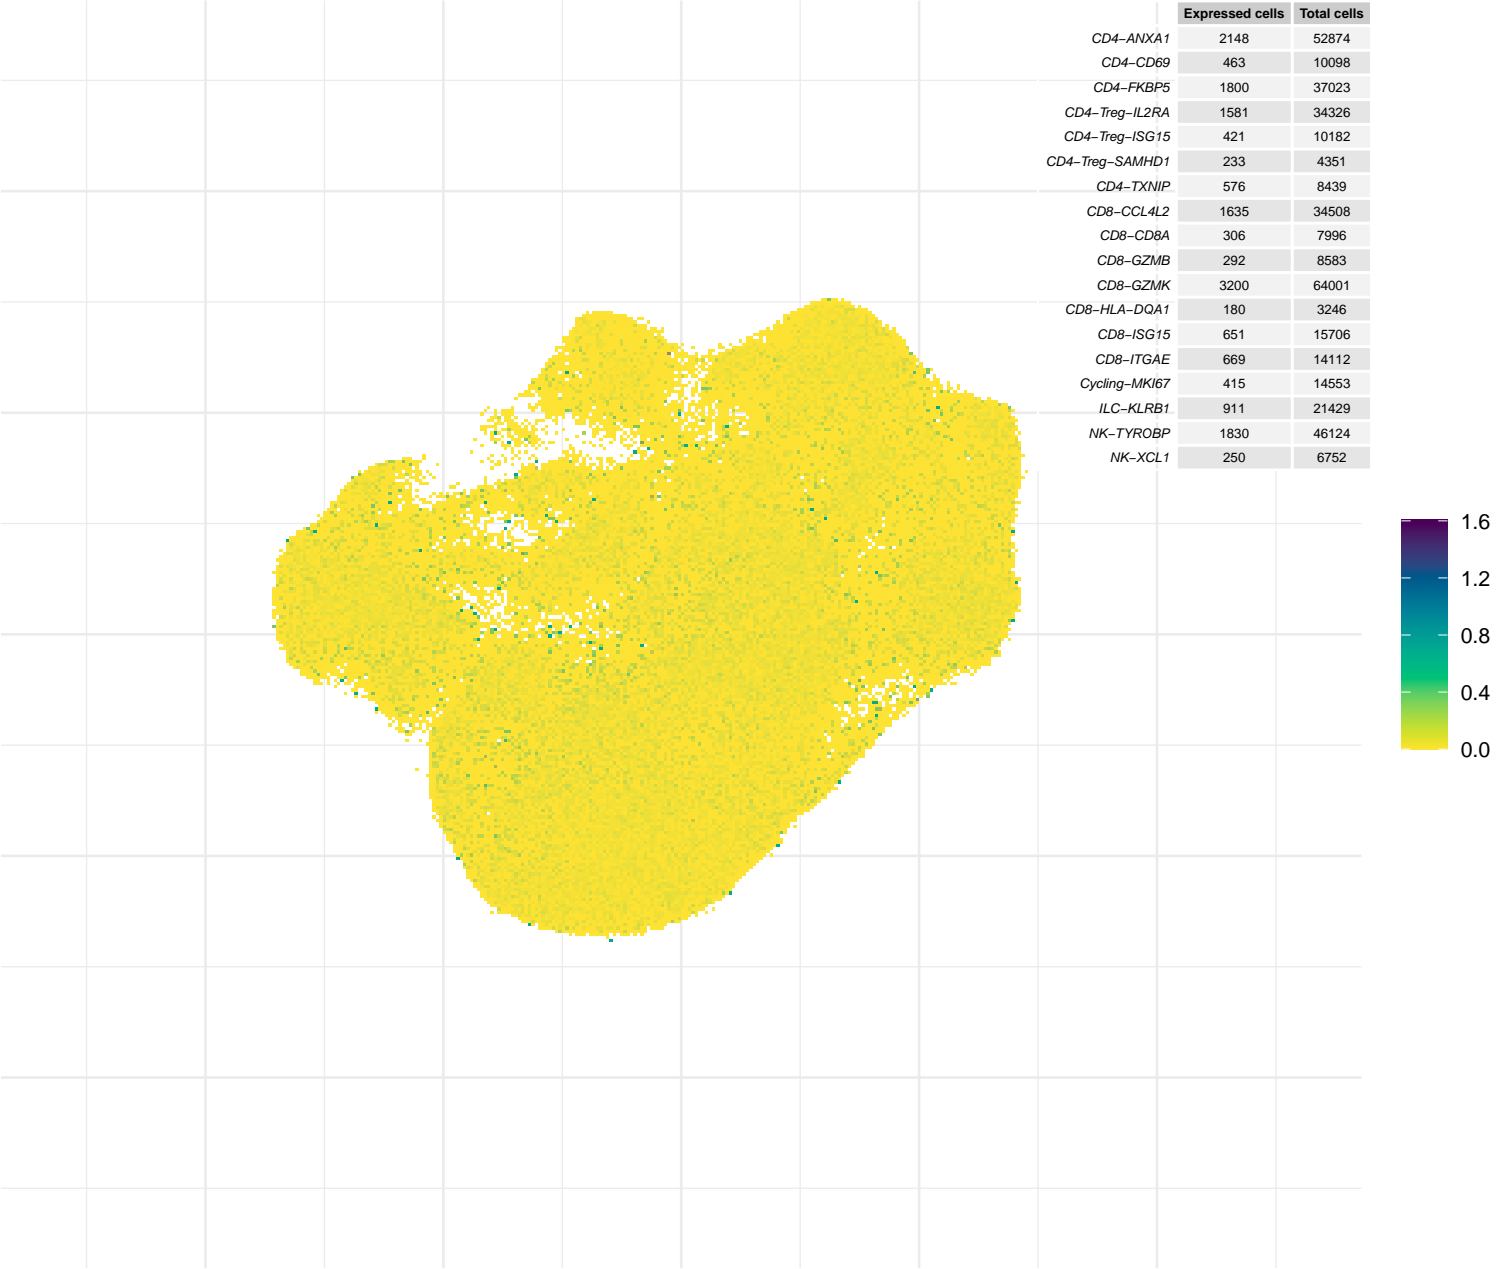 Expressed cells Total cells
CD4−ANXA1 2148 52874
CD4−CD69 463 10098
CD4−FKBP5 1800 37023
CD4−Treg−IL2RA 1581 34326
CD4−Treg−ISG15 421 10182
CD4−Treg−SAMHD1 233 4351
CD4−TXNIP 576 8439
CD8−CCL4L2 1635 34508
CD8−CD8A 306 7996
CD8−GZMB 292 8583
CD8−GZMK 3200 64001
CD8−HLA−DQA1 180 3246
CD8−ISG15 651 15706
CD8−ITGAE 669 14112
Cycling−MKI67 415 14553
ILC−KLRB1 911 21429
NK−TYROBP 1830 46124
NK−XCL1 250 6752
1.6
1.2
0.8
0.4
0.0